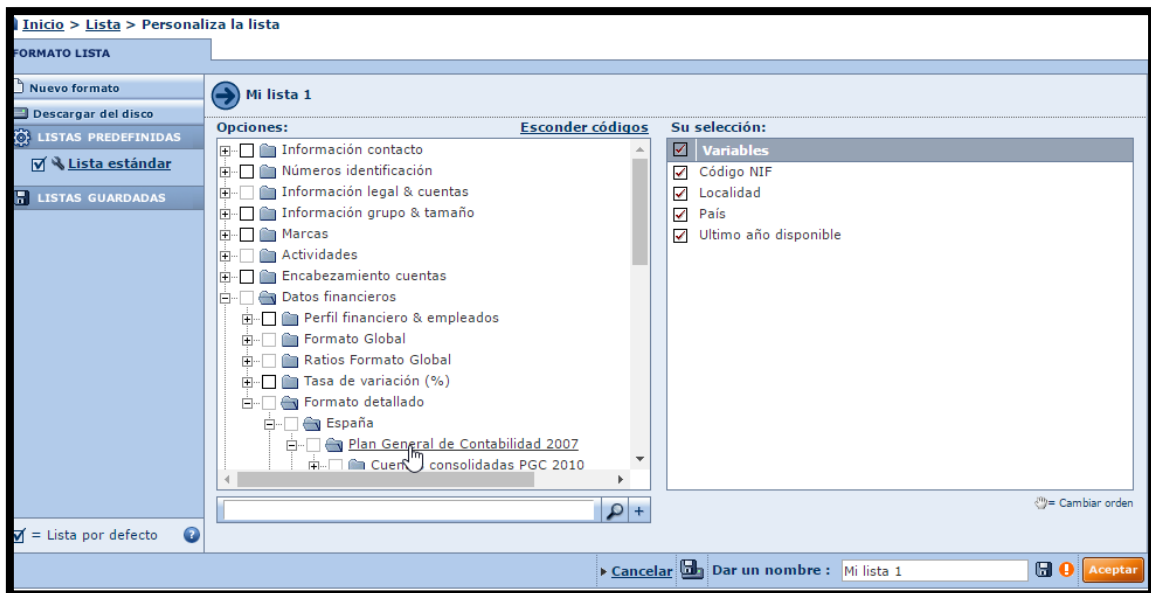 Inicio > Lista > Personaliza la lista
FORMATO LISTA
Nuevo formato
Descargar del disco
LISTAS PREDEFINIDAS
Lista estándar
LISTAS GUARDADAS
= Lista por defecto
Mi lista 1
Opciones: Esconder códigos
Información contacto
Números identificación
Información legal & cuentas
Información grupo & tamaño
Marcas
Actividades
Encabezamiento cuentas
Datos financieros
Perfil financiero & empleados
Formato Global
Ratios Formato Global
Tasa de variación (%)
Formato detallado
España
Plan General de Contabilidad 2007
consolidadas PGC 2010
Su selección:
Variables
Código NIF
Localidad
País
Ultimo año disponible
= Cambiar orden
Cancelar Dar un nombre : Mi lista 1 Aceptar